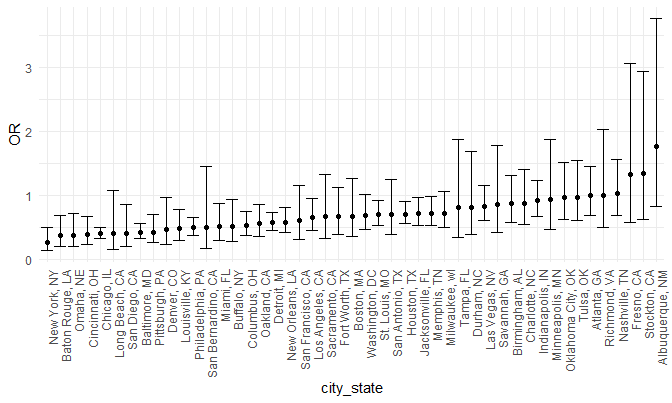 OR
3
2
1
0
New York, NY
Baton Rouge, LA
Omaha, NE
Cincinnati, OH
Chicago, IL
Long Beach, CA
San Diego, CA
Baltimore, MD
Pittsburgh, PA
Denver, CO
Louisville, KY
Philadelphia, PA
San Bernardino, CA
Miami, FL
Buffalo, NY
Columbus, OH
Oakland, CA
Detroit, MI
New Orleans, LA
San Francisco, CA
Los Angeles, CA
Sacramento, CA
Fort Worth, TX
Boston, MA
Washington, DC
St. Louis, MO
San Antonio, TX
Houston, TX
Jacksonville, FL
Memphis, TN
Milwaukee, wI
Tampa, FL
Durham, NC
Las Vegas, NV
Savannah, GA
Birmingham, AL
Charlotte, NC
Indianapolis, IN
Minneapolis, MN
Oklahoma City, OK
Tulsa, OK
Atlanta, GA
Richmond, VA
Nashville, TN
Fresno, CA
Stockton, CA
Albuquerque, NM
city_state